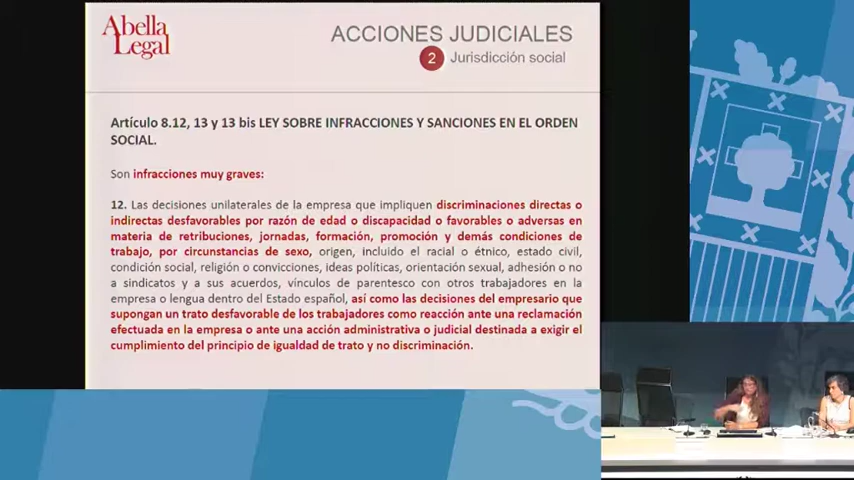 Abella
Legal
ACCIONES JUDICIALES
2 Jurisdicción social
Artículo 8.12, 13 y 13 bis LEY SOBRE INFRACCIONES Y SANCIONES EN EL ORDEN
SOCIAL.
Son infracciones muy graves:
12. Las decisiones unilaterales de la empresa que impliquen discriminaciones directas o
indirectas desfavorables por razón de edad o discapacidad o favorables o adversas en
materia de retribuciones, jornadas, formación, promoción y demás condiciones de
trabajo, por circunstancias de sexo, origen, incluido el racial o étnico, estado civil,
condición social, religión o convicciones, ideas políticas, orientación sexual, adhesión o no
a sindicatos y a sus acuerdos, vínculos de parentesco con otros trabajadores en la
empresa o lengua dentro del Estado español, así como las decisiones del empresario que
supongan un trato desfavorable de los trabajadores como reacción ante una reclamación
efectuada en la empresa o ante una acción administrativa o judicial destinada a exigir el
cumplimiento del principio de igualdad de trato y no discriminación.